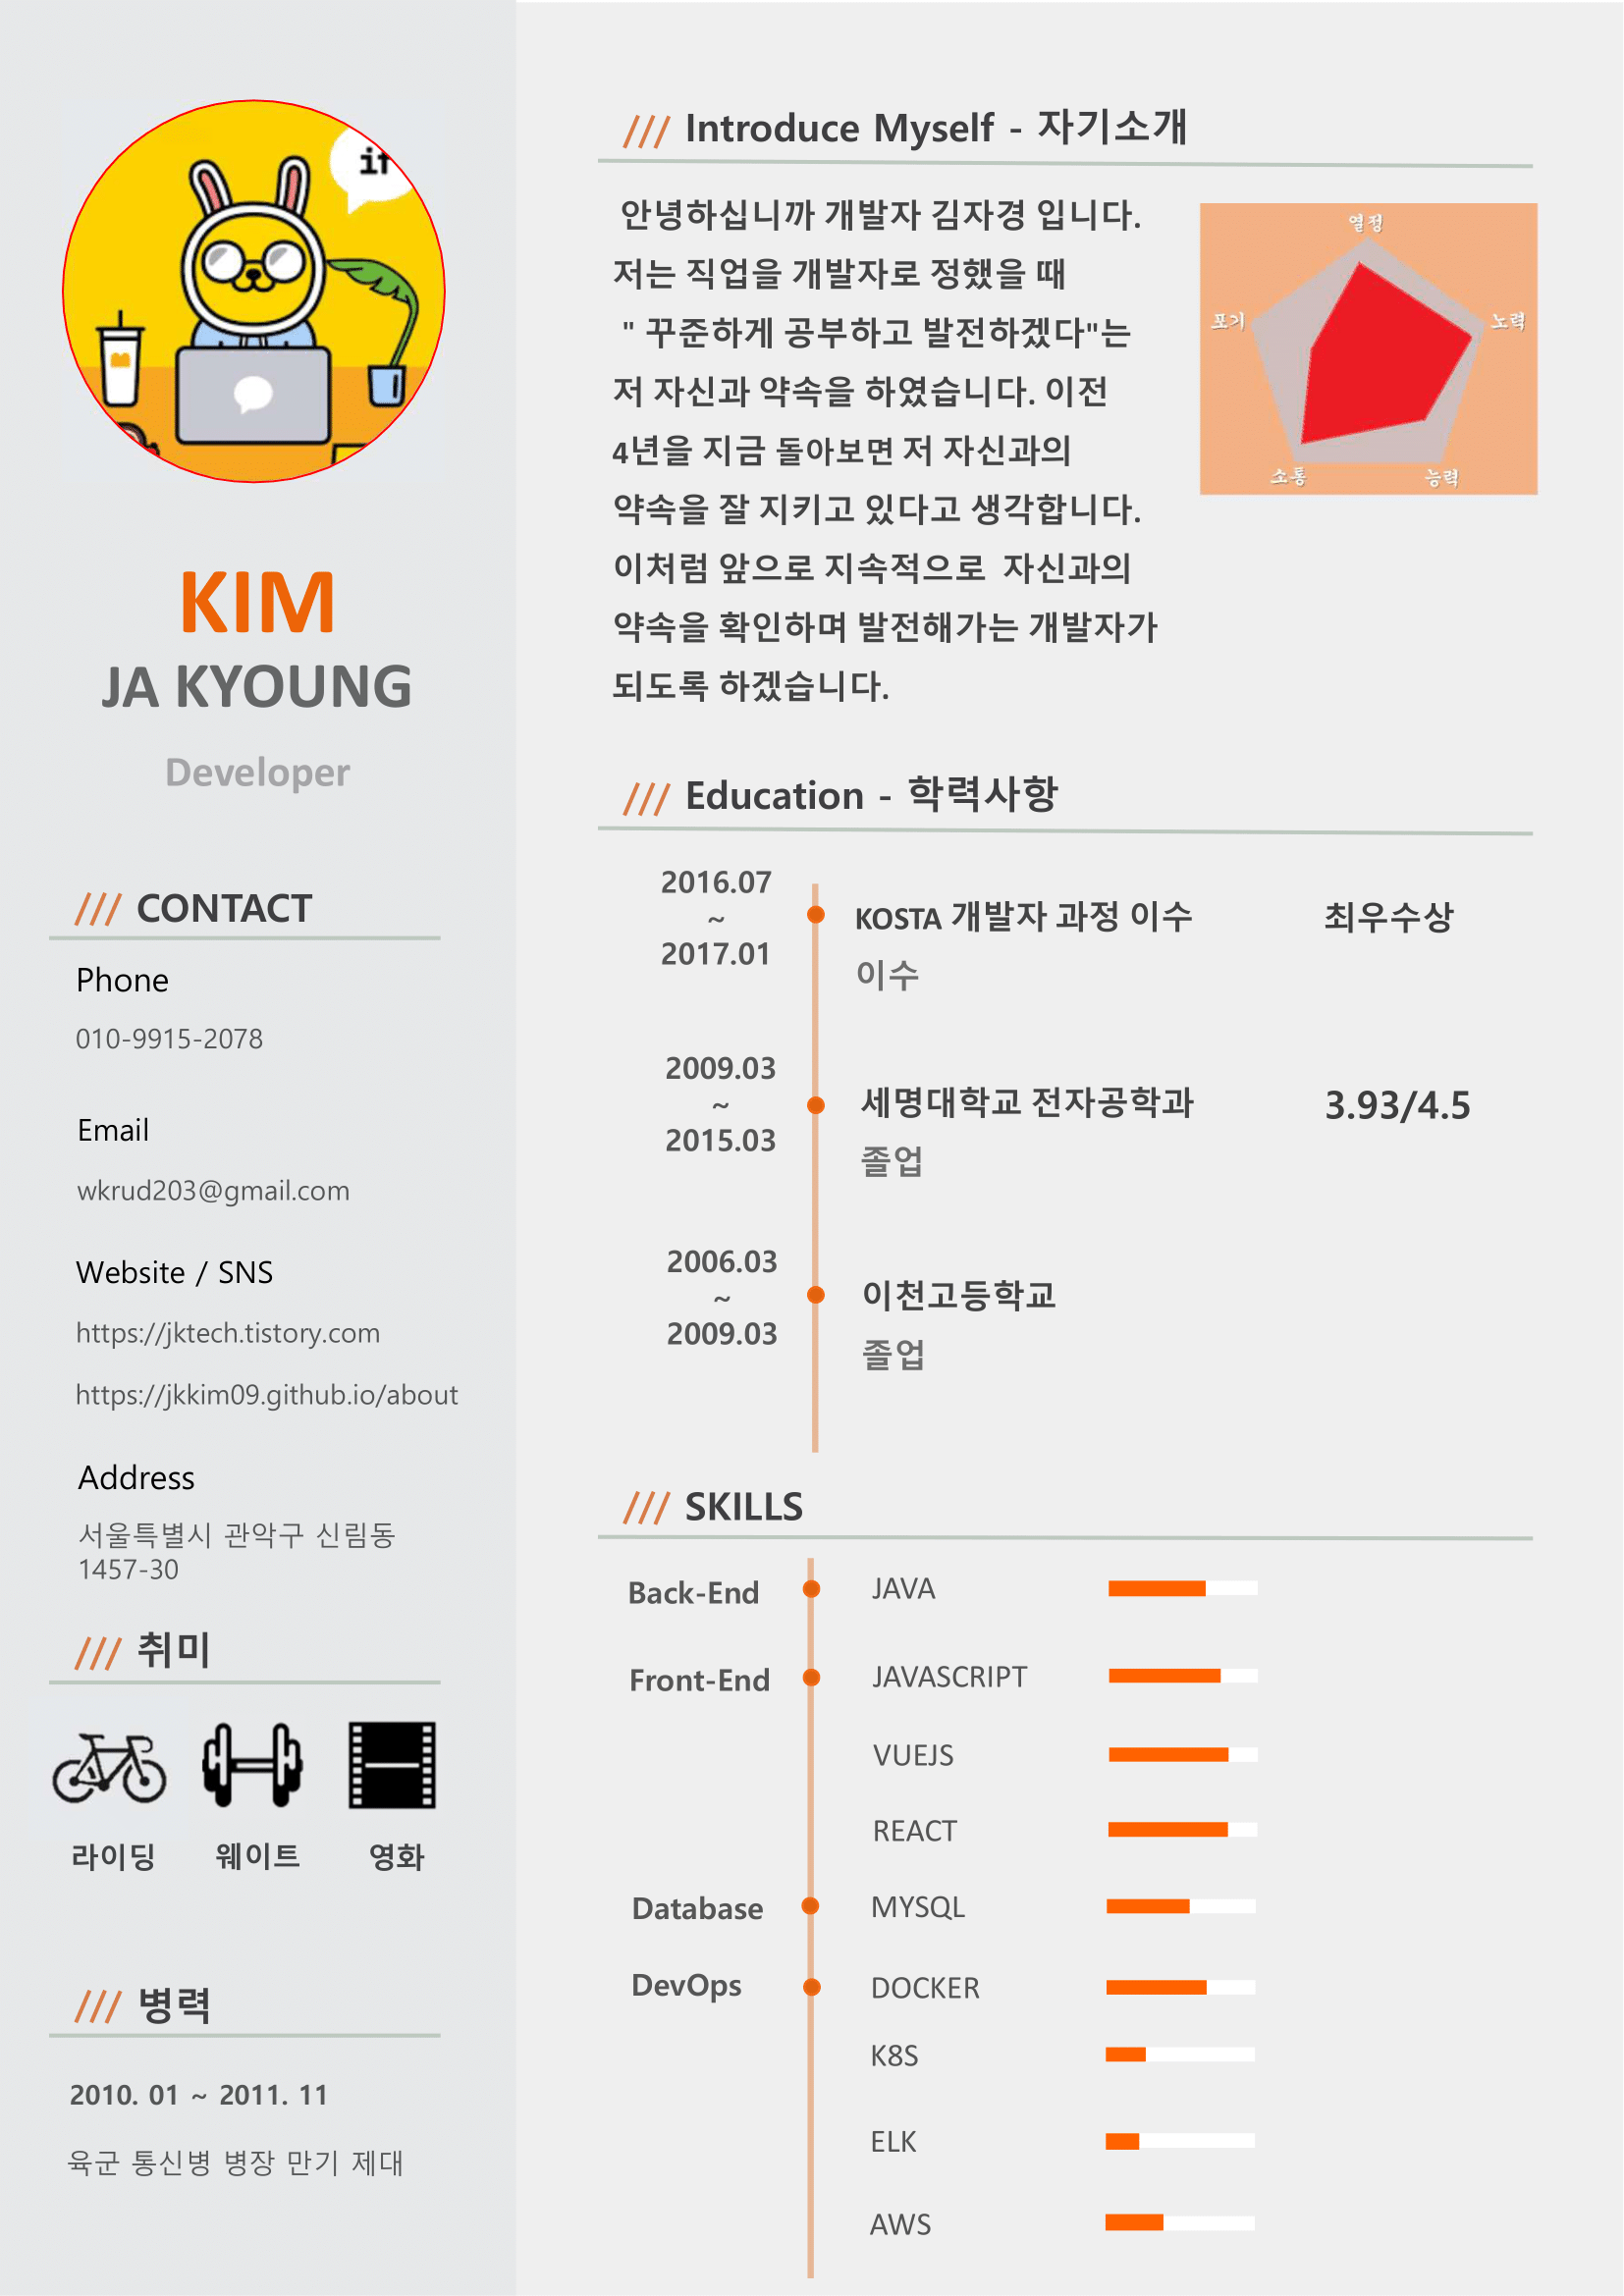 if
KIM
JA KYOUNG
Developer
/// CONTACT
Phone
010-9915-2078
Email
wkrud203@gmail.com
Website / SNS
https://jktech.tistory.com
https://jkkim09.github.io/about
Address
서울특별시 관악구 신림동
1457-30
/// 취미
라이딩 웨이트 영화
/// 병력
2010. 01 ~ 2011. 11
육군 통신병 병장 만기 제대
/// Introduce Myself - 자기소개
안녕하십니까 개발자 김자경 입니다.
저는 직업을 개발자로 정했을 때
" 꾸준하게 공부하고 발전하겠다"는
저 자신과 약속을 하였습니다. 이전
4년을 지금 돌아보면 저 자신과의
약속을 잘 지키고 있다고 생각합니다.
이처럼 앞으로 지속적으로 자신과의
약속을 확인하며 발전해가는 개발자가
되도록 하겠습니다.
열정
포기 노력
소통 능력
/// Education - 학력사항
2016.07
~
2017.01
KOSTA 개발자 과정 이수 최우수상
이수
2009.03
~
2015.03
세명대학교 전자공학과 3.93/4.5
졸업
2006.03
~
2009.03
이천고등학교
졸업
/// SKILLS
Back-End JAVA
Front-End JAVASCRIPT
VUEJS
REACT
Database MYSQL
DevOps DOCKER
K8S
ELK
AWS